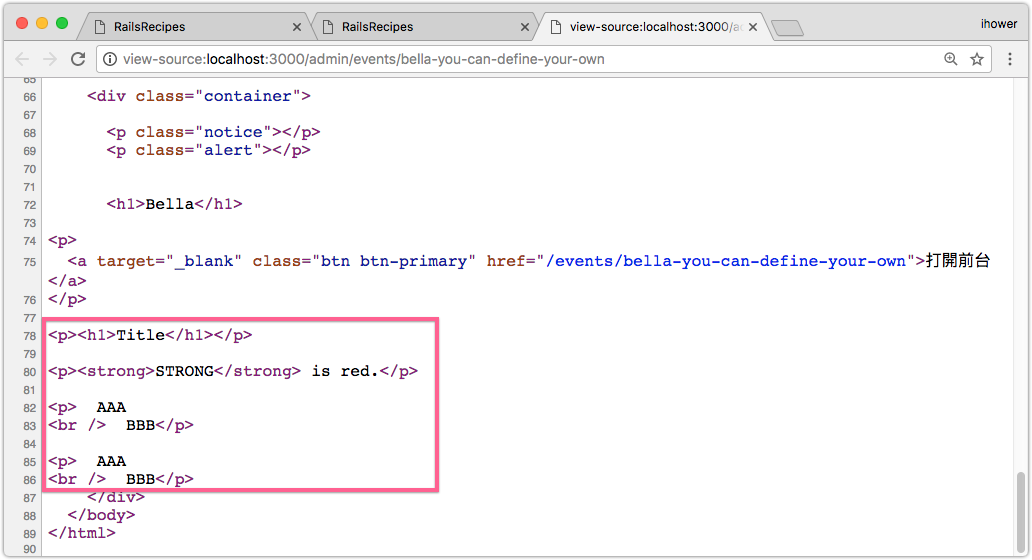 RailsRecipes
RailsRecipes
view-source:localhost:3000/ac
ihower
view-source:localhost:3000/admin/events/bella-you-can-define-your-own
65
66 <div class="container">
67
68 <p class="notice"></p>
69 <p class="alert"></p>
70
71
72 <h1>Bella</h1>
73
74 <p>
75 <a target="_blank" class="btn btn-primary" href="/events/bella-you-can-define-your-own">打開前台
</a>
76 </p>
77
78 <p><h1>Title</h1></p>
79
80 <p><strong>STRONG</strong> is red.</p>
81
82 <p>  AAA
83 <br />  BBB</p>
84
85 <p>  AAA
86 <br />  BBB</p>
87 </div>
88 </body>
89 </html>
90